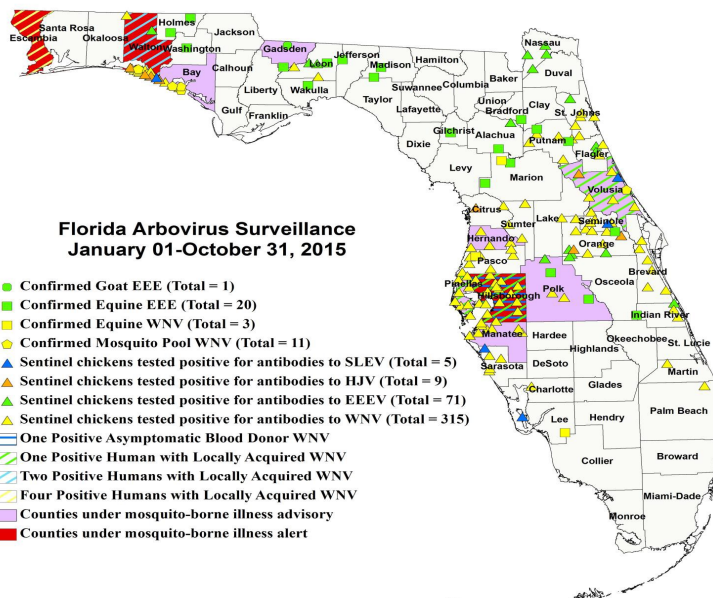 Holmes
Jackson
Santa Rosa
Escambia
Okaloosa
Walton
Washington
Bay
Calhoun
Gadsden
Leon
Liberty
Gulf
Franklin
Wakulla
Jefferson
Madison
Hamilton
Taylor
Suwannee
Lafayette
Columbia
Baker
Nassau
Duval
Union
Bradford
Clay
St. Johns
Dixie
Gilchrist
Alachua
Putnam
Flagler
Levy
Marion
Volusia
Citrus
Sumter
Lake
Seminole
Hernando
Orange
Pasco
Brevard
Osceola
Pinellas
Hillsborough
Polk
Indian River
Manatee
Hardee
Okeechobee
St. Lucie
Highlands
Sarasota
DeSoto
Martin
Charlotte
Glades
Palm Beach
Lee
Hendry
Collier
Broward
Miami-Dade
Monroe
Florida Arbovirus Surveillance
January 01-October 31, 2015
Confirmed Goat EEE (Total = 1)
Confirmed Equine EEE (Total = 20)
Confirmed Equine WNV (Total = 3)
Confirmed Mosquito Pool WNV (Total = 11)
Sentinel chickens tested positive for antibodies to SLEV (Total = 5)
Sentinel chickens tested positive for antibodies to HJV (Total = 9)
Sentinel chickens tested positive for antibodies to EEEV (Total = 71)
Sentinel chickens tested positive for antibodies to WNV (Total = 315)
One Positive Asymptomatic Blood Donor WNV
One Positive Human with Locally Acquired WNV
Two Positive Humans with Locally Acquired WNV
Four Positive Humans with Locally Acquired WNV
Counties under mosquito-borne illness advisory
Counties under mosquito-borne illness alert